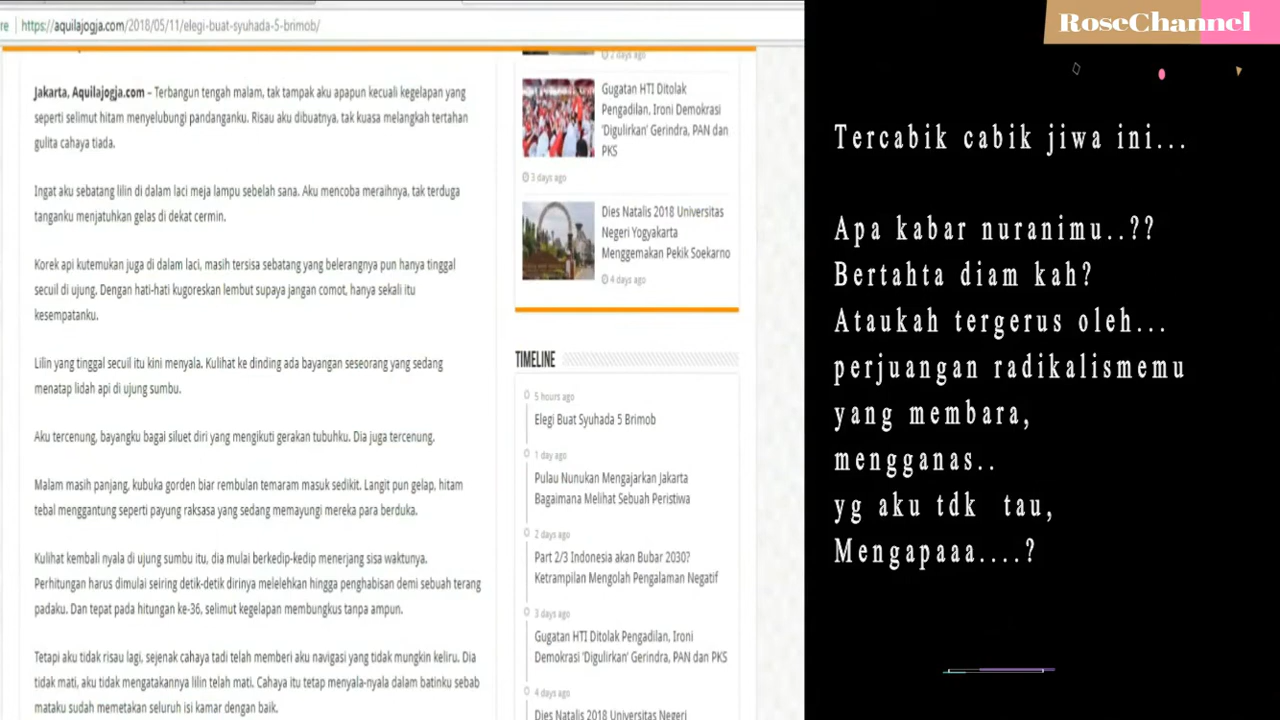 re https://aquilajogja.com/2018/05/11/elegi-buat-syuhada-5-brimob/
Jakarta, Aquilajogja.com – Terbangun tengah malam, tak tampak aku apapun kecuali kegelapan yang
seperti selimut hitam menyelubungi pandanganku. Risau aku dibuatnya, tak kuasa melangkah tertahan
gulita cahaya tiada.
Ingat aku sebatang lilin di dalam laci meja lampu sebelah sana. Aku mencoba meraihnya, tak terduga
tanganku menjatuhkan gelas di dekat cermin.
Korek api kutemukan juga di dalam laci, masih tersisa sebatang yang belerangnya pun hanya tinggal
secuil di ujung. Dengan hati-hati kugoreskan lembut supaya jangan comot, hanya sekali itu
kesempatanku.
Lilin yang tinggal secuil itu kini menyala. Kulihat ke dinding ada bayangan seseorang yang sedang
menatap lidah api di ujung sumbu.
Aku tercenung, bayangku bagai siluet diri yang mengikuti gerakan tubuhku. Dia juga tercenung.
Malam masih panjang, kubuka gorden biar rembulan temaram masuk sedikit. Langit pun gelap, hitam
tebal menggantung seperti payung raksasa yang sedang memayungi mereka para berduka.
Kulihat kembali nyala di ujung sumbu itu, dia mulai berkedip-kedip menerjang sisa waktunya.
Perhitungan harus dimulai seiring detik-detik dirinya melelehkan hingga penghabisan demi sebuah terang
padaku. Dan tepat pada hitungan ke-36, selimut kegelapan membungkus tanpa ampun.
Tetapi aku tidak risau lagi, sejenak cahaya tadi telah memberi aku navigasi yang tidak mungkin keliru. Dia
tidak mati, aku tidak mengatakannya lilin telah mati. Cahaya itu tetap menyala-nyala dalam batinku sebab
mataku sudah memetakan seluruh isi kamar dengan baik.
2 days ago
Gugatan HTI Ditolak
Pengadilan, Ironi Demokrasi
'Digulirkan' Gerindra, PAN dan
PKS
3 days ago
Dies Natalis 2018 Universitas
Negeri Yogyakarta
Menggemakan Pekik Soekarno
4 days ago
TIMELINE
5 hours ago
Elegi Buat Syuhada 5 Brimob
1 day ago
Pulau Nunukan Mengajarkan Jakarta
Bagaimana Melihat Sebuah Peristiwa
2 days ago
Part 2/3 Indonesia akan Bubar 2030?
Ketrampilan Mengolah Pengalaman Negatif
3 days ago
Gugatan HTI Ditolak Pengadilan, Ironi
Demokrasi 'Digulirkan' Gerindra, PAN dan PKS
4 days ago
Dies Natalis 2018 Universitas Negeri
RoseChannel
Tercabik cabik jiwa ini...
Apa kabar nuranimu..??
Bertahta diam kah?
Ataukah tergerus oleh...
perjuangan radikalismemu
yang membara,
mengganas..
yg aku tdk tau,
Mengapaaa....?